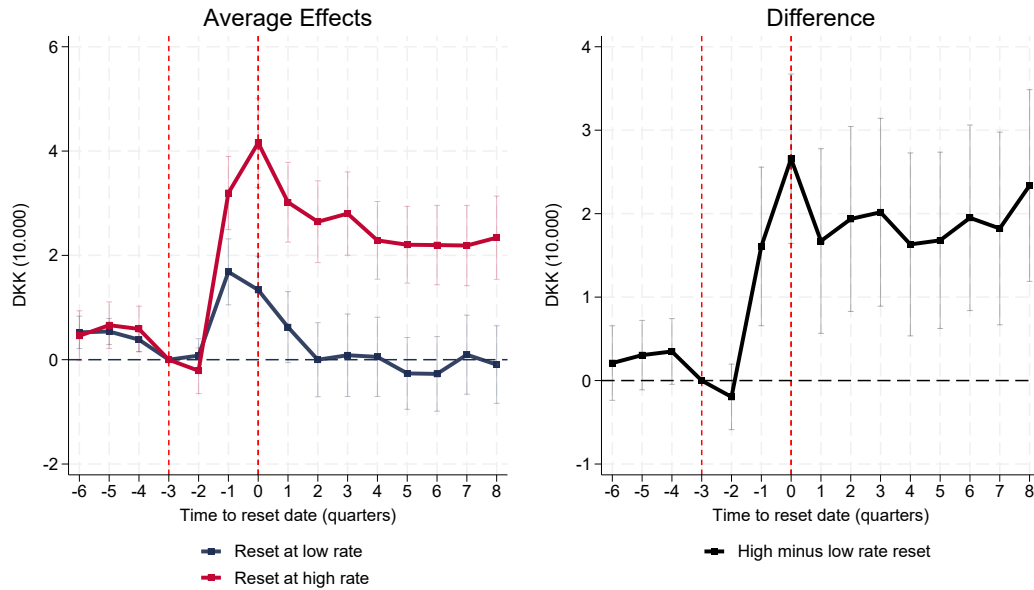 Average Effects
6
4
2
0
-2
DKK (10.000)
-6 -5 -4 -3 -2 -1 0 1 2 3 4 5 6 7 8
Time to reset date (quarters)
Reset at low rate
Reset at high rate
Difference
4
3
2
1
0
-1
DKK (10.000)
-6 -5 -4 -3 -2 -1 0 1 2 3 4 5 6 7 8
Time to reset date (quarters)
High minus low rate reset